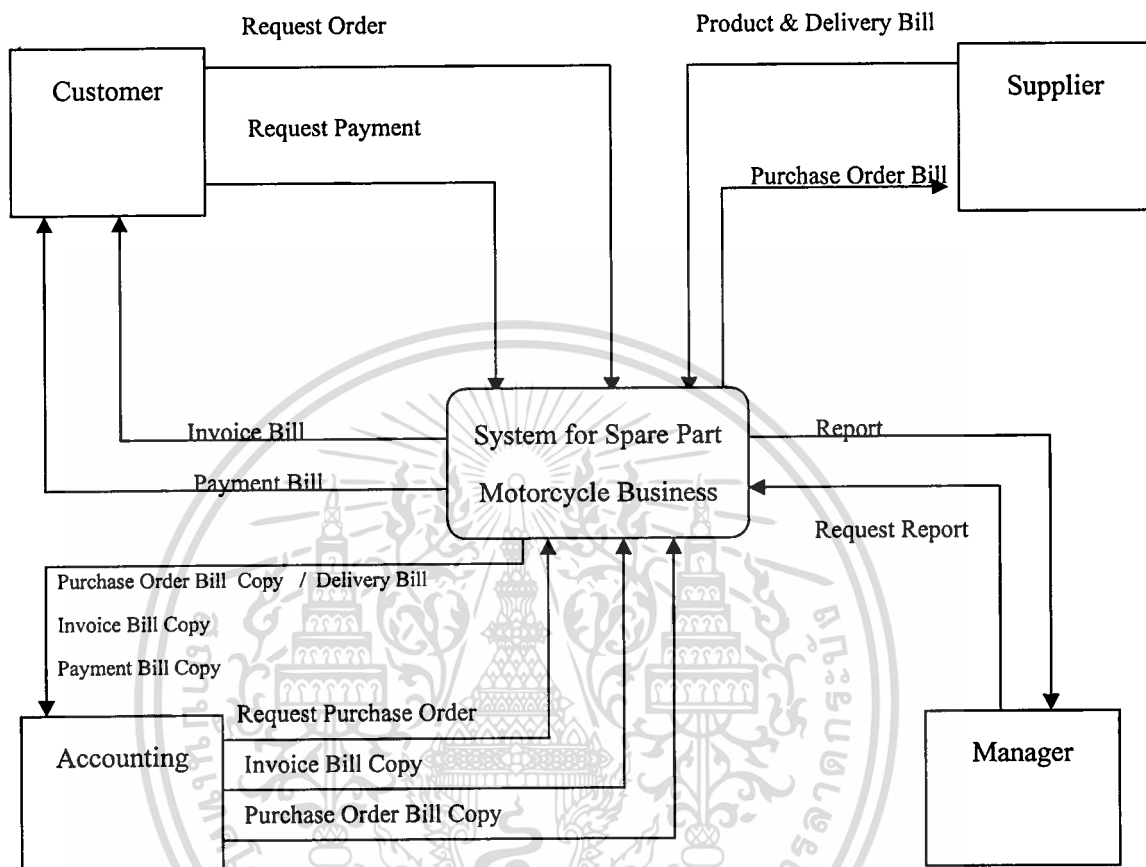 Request Order
Product & Delivery Bill
Customer
Supplier
Request Payment
Purchase Order Bill
Invoice Bill
System for Spare Part
Motorcycle Business
Report
Payment Bill
Request Report
Purchase Order Bill Copy / Delivery Bill
Invoice Bill Copy
Payment Bill Copy
Request Purchase Order
Accounting
Invoice Bill Copy
Manager
Purchase Order Bill Copy